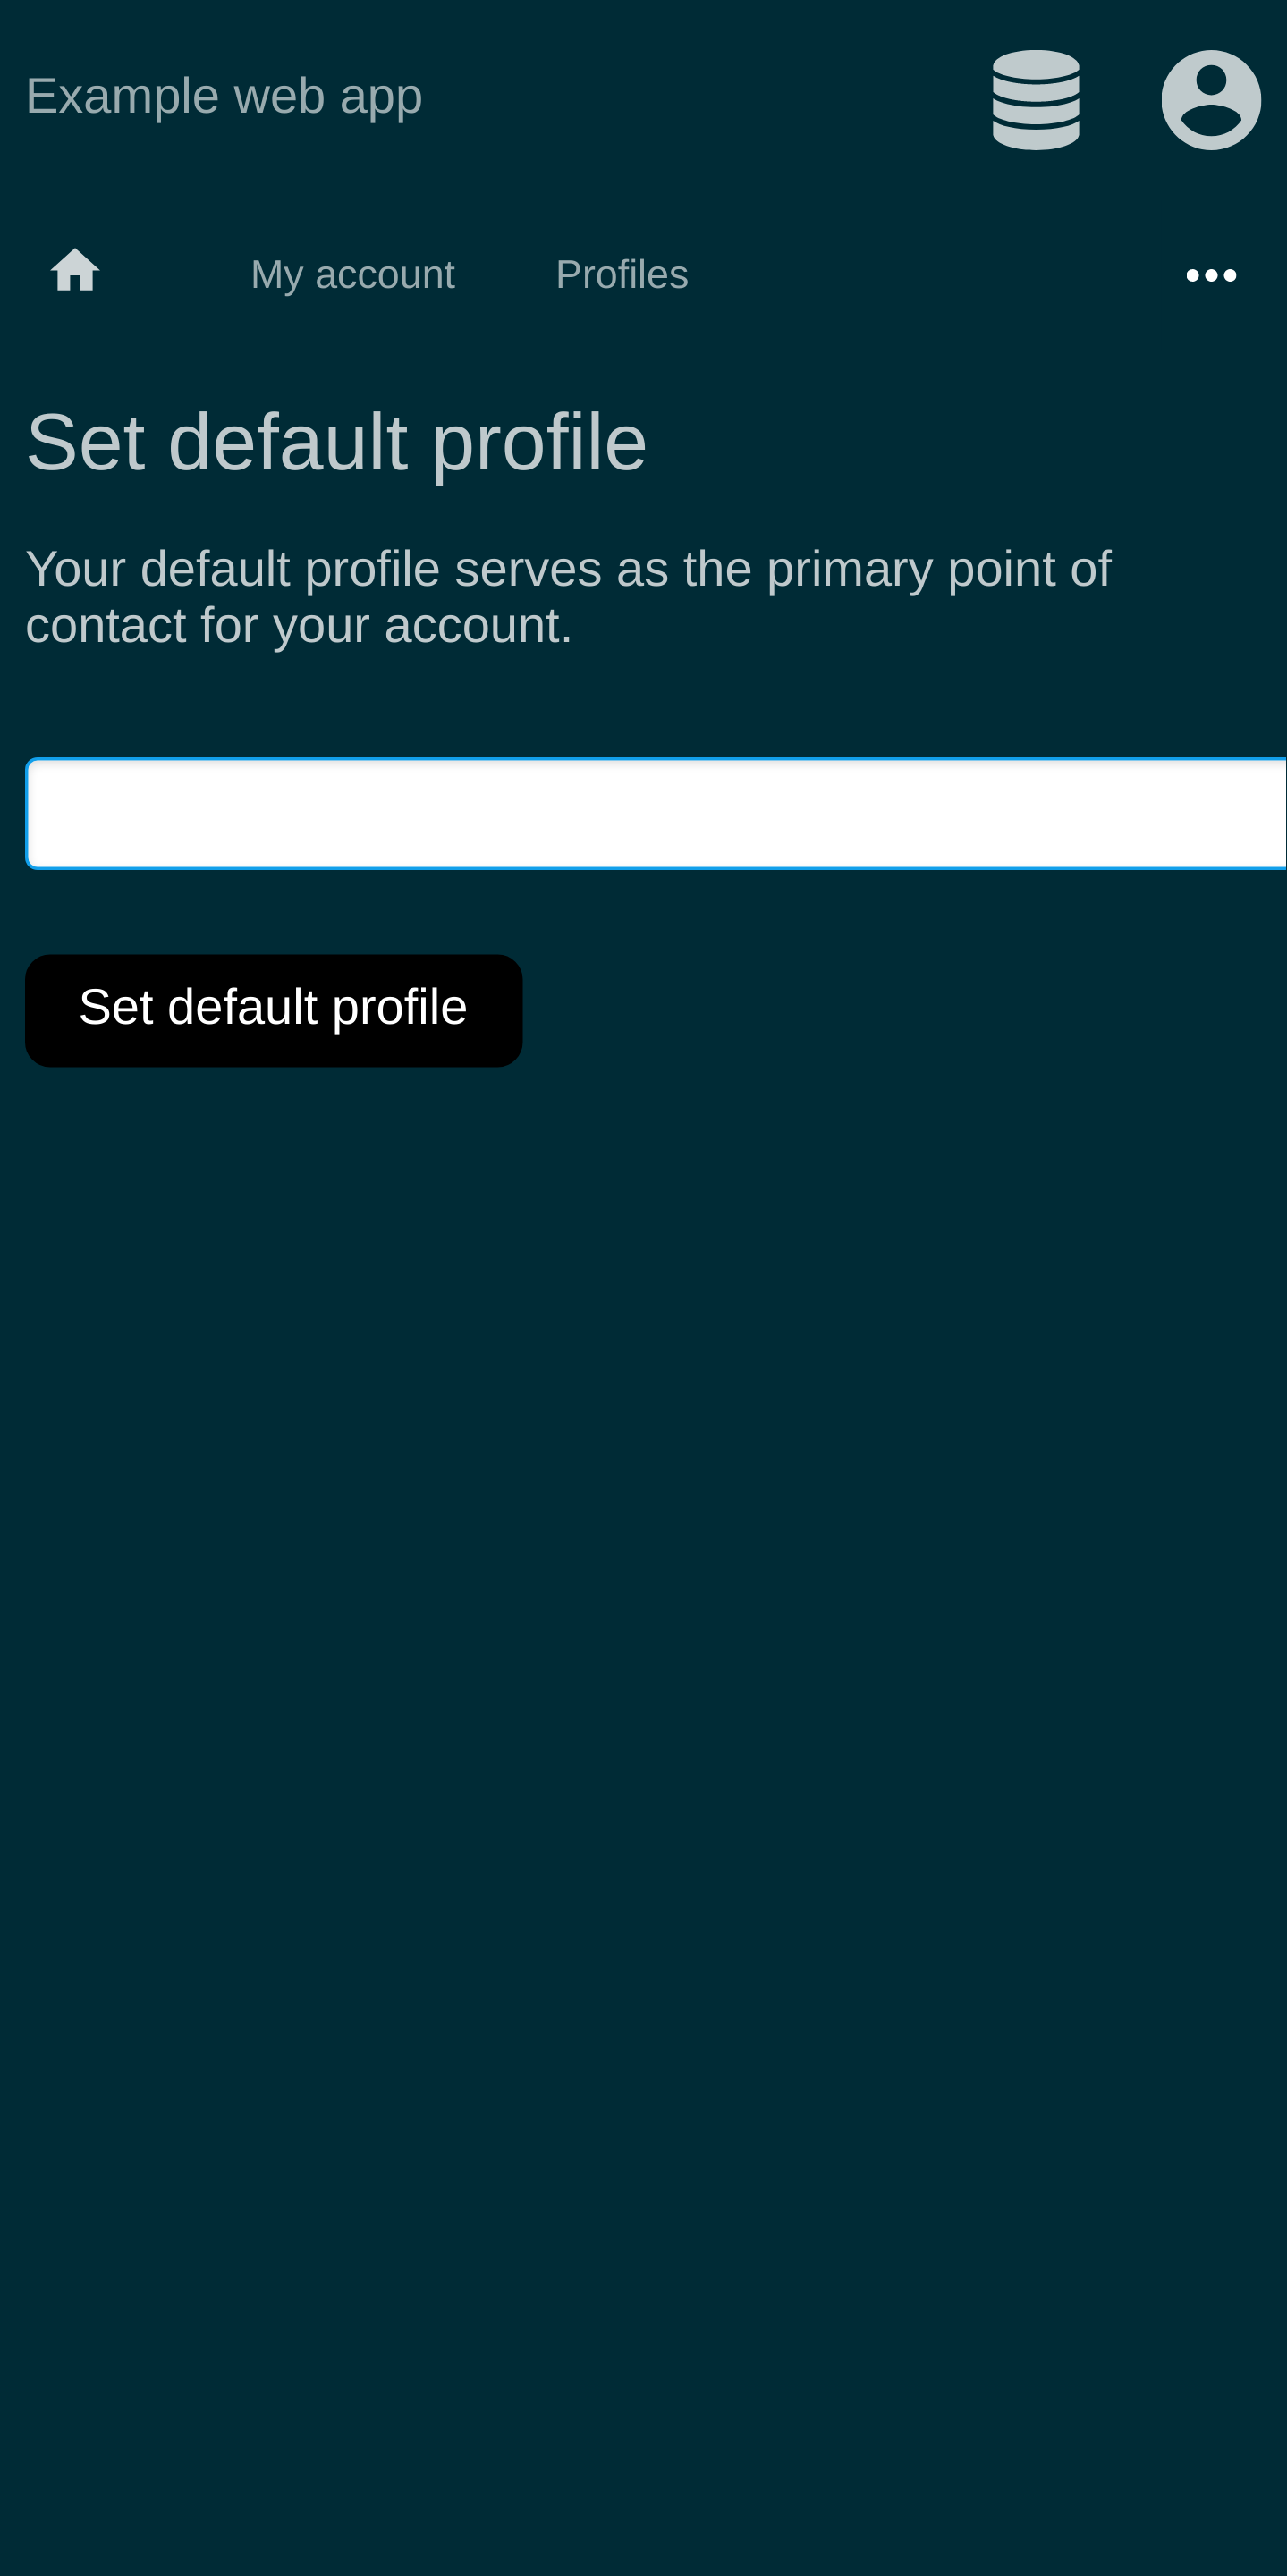 Example web app
My account Profiles
Set default profile
Your default profile serves as the primary point of
contact for your account.
Set default profile